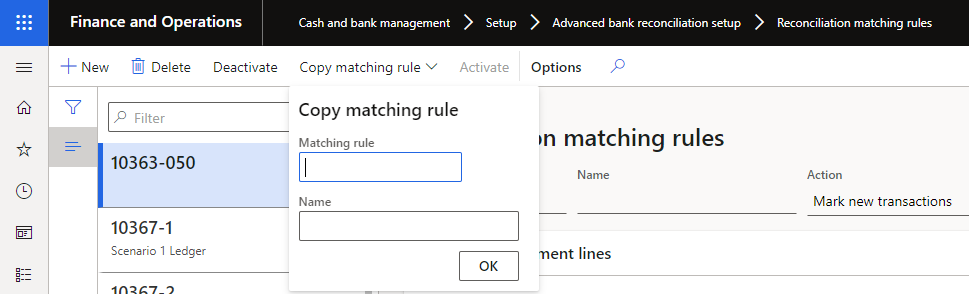 Finance and Operations
Cash and bank management > Setup > Advanced bank reconciliation setup > Reconciliation matching rules
+ New Delete Deactivate Copy matching rule Activate Options
Filter
10363-050
10367-1
Scenario 1 Ledger
10367-2
Copy matching rule
Matching rule
Name
OK
on matching rules
Name
Action
Mark new transactions
ment lines